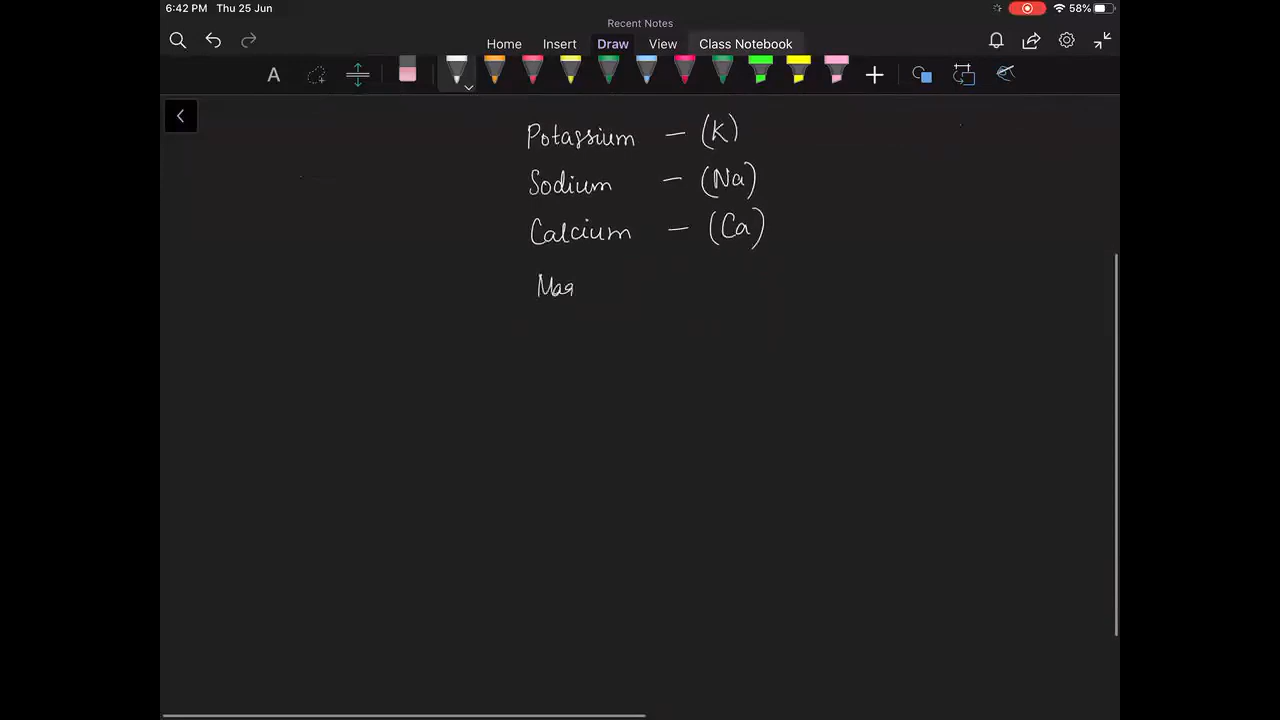 6:42 PM Thu 25 Jun
58%
Recent Notes
Home Insert Draw View Class Notebook
A
Potassium – (K)
Sodium – (Na)
Calcium – (Ca)
Mag